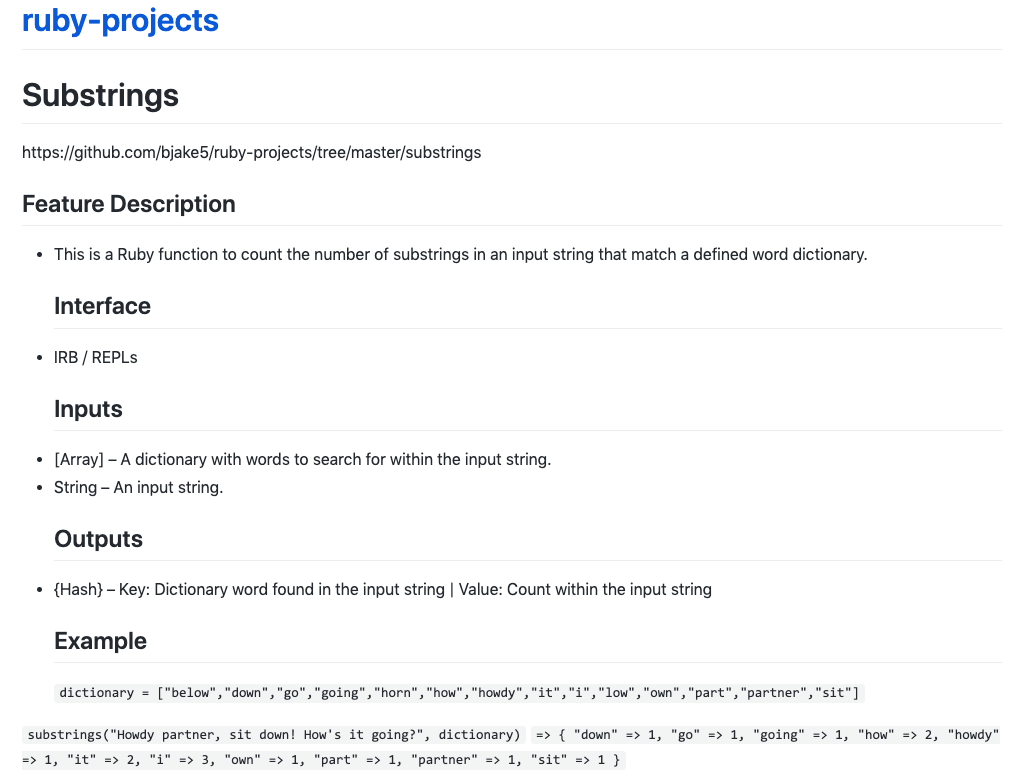 ruby-projects
Substrings
https://github.com/bjake5/ruby-projects/tree/master/substrings
Feature Description
• This is a Ruby function to count the number of substrings in an input string that match a defined word dictionary.
Interface
• IRB / REPLs
Inputs
• [Array] – A dictionary with words to search for within the input string.
• String – An input string.
Outputs
• {Hash} – Key: Dictionary word found in the input string | Value: Count within the input string
Example
dictionary = ["below","down","go","going","horn","how","howdy","it","i","low","own","part","partner","sit"]
substrings("Howdy partner, sit down! How's it going?", dictionary) => { "down" => 1, "go" => 1, "going" => 1, "how" => 2, "howdy"
=> 1, "it" => 2, "i" => 3, "own" => 1, "part" => 1, "partner" => 1, "sit" => 1 }